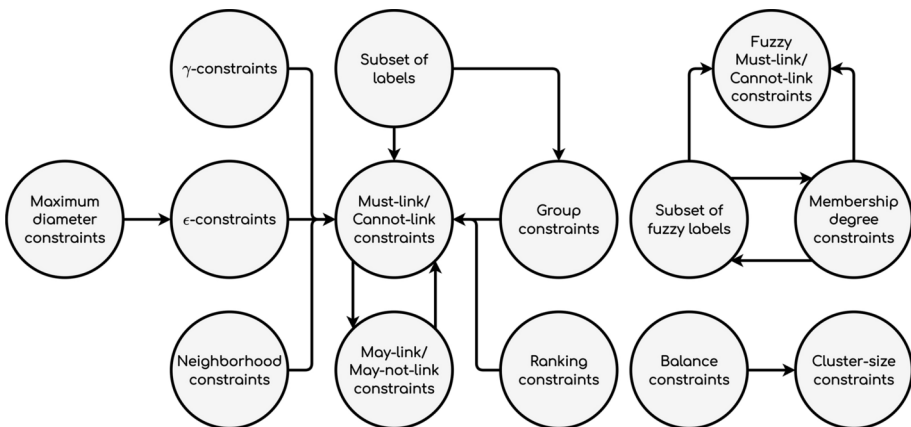 γ-constraints
Subset of
labels
Fuzzy
Must-link/
Cannot-link
constraints
Maximum
diameter
constraints
ϵ-constraints
Must-link/
Cannot-link
constraints
Group
constraints
Subset of
fuzzy labels
Membership
degree
constraints
Neighborhood
constraints
May-link/
May-not-link
constraints
Ranking
constraints
Balance
constraints
Cluster-size
constraints